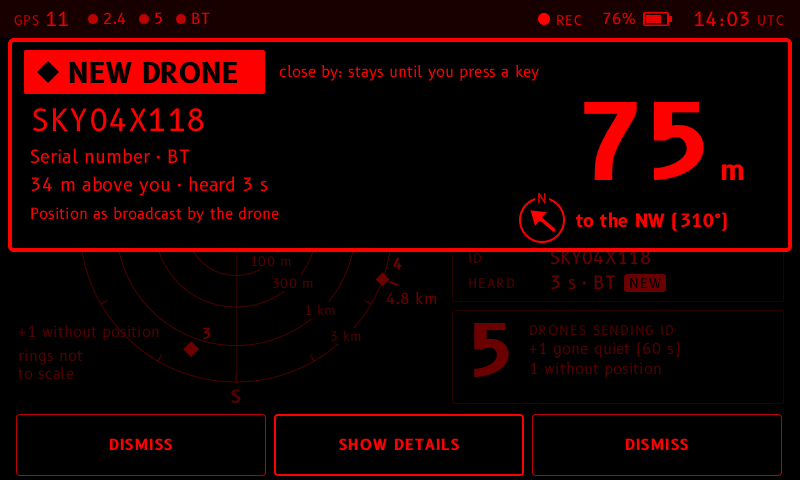 GPS 11 2.4 5 BT REC 76% 14:03 UTC
NEW DRONE close by: stays until you press a key
SKY04X118
75 m
Serial number · BT
34 m above you · heard 3 s
Position as broadcast by the drone
N
to the NW (310°)
100 m
300 m
1 km
3 km
4
4.8 km
3
+1 without position
rings not
to scale
S
ID SKY04X118
HEARD 3 s · BT NEW
5 DRONES SENDING ID
+1 gone quiet (60 s)
1 without position
DISMISS SHOW DETAILS DISMISS